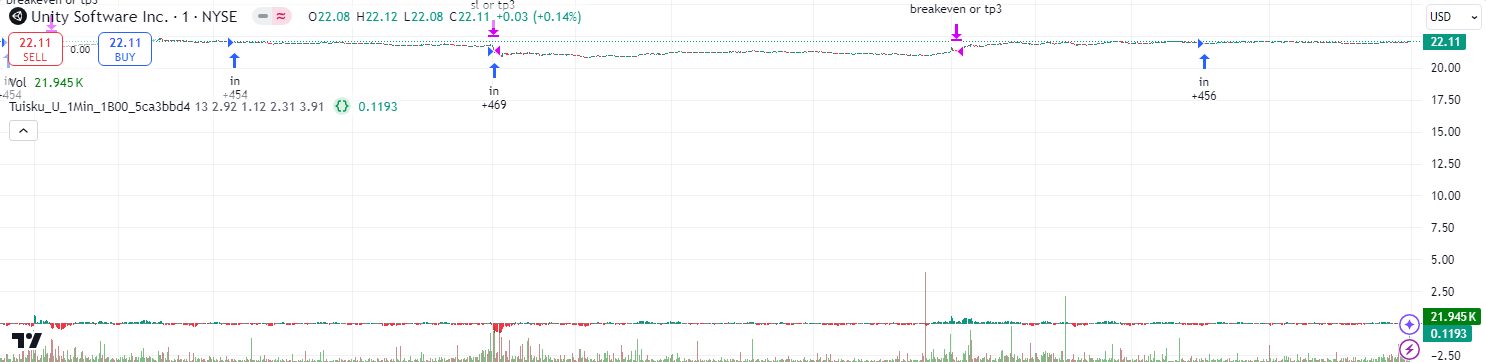 breakeven or tp3
Unity Software Inc. · 1 · NYSE
O22.08 H22.12 L22.08 C22.11 +0.03 (+0.14%)
sl or tp3
breakeven or tp3
USD
22.11
SELL
0.00
22.11
BUY
22.11
20.00
Vol 21.945 K
in
+454
in
+454
in
+469
in
+456
17.50
Tuisku_U_1Min_1B00_5ca3bbd4 13 2.92 1.12 2.31 3.91 {} 0.1193
15.00
12.50
10.00
7.50
5.00
2.50
21.945 K
0.1193
−2.50